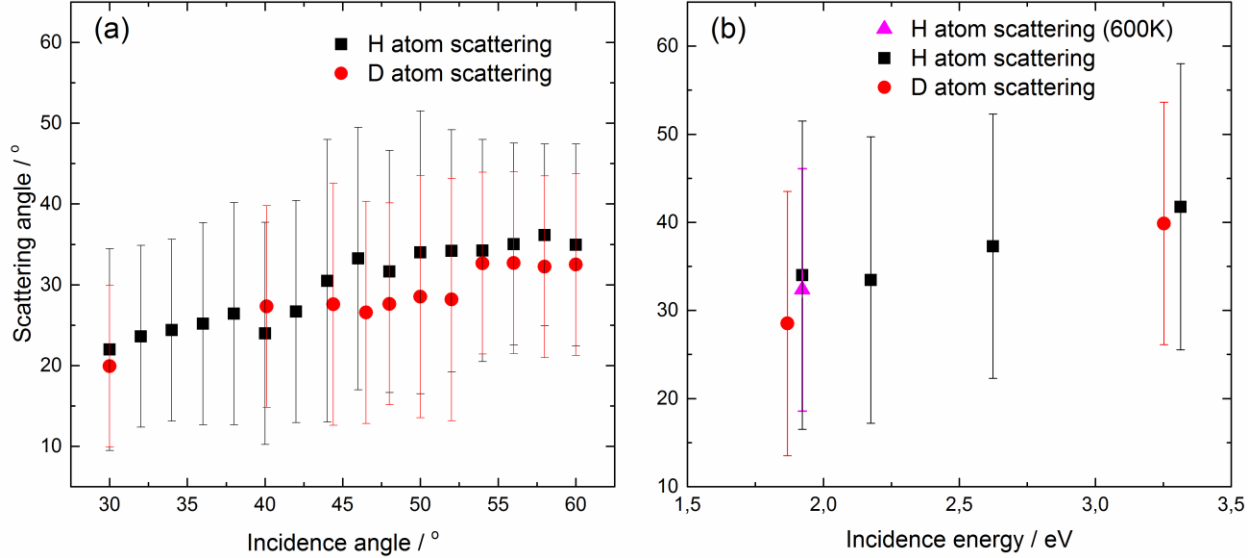 (a)
H atom scattering
D atom scattering
Scattering angle / °
60
50
40
30
20
10
30 35 40 45 50 55 60
Incidence angle / °
(b)
H atom scattering (600K)
H atom scattering
D atom scattering
60
50
40
30
20
10
1,5 2,0 2,5 3,0 3,5
Incidence energy / eV